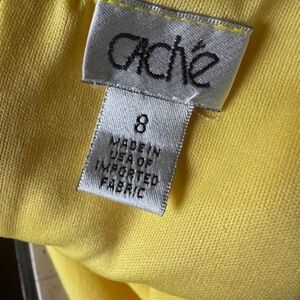 Caché
8
MADE IN
USA OF
IMPORTED
FABRIC